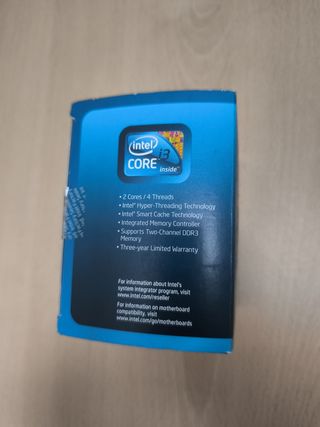 intel
CORE i3
inside™
• 2 Cores / 4 Threads
• Intel® Hyper-Threading Technology
• Intel® Smart Cache Technology
• Integrated Memory Controller
• Supports Two-Channel DDR3
Memory
• Three-year Limited Warranty
For information about Intel's
system integrator program, visit
www.intel.com/reseller
For information on motherboard
compatibility, visit
www.intel.com/go/motherboards